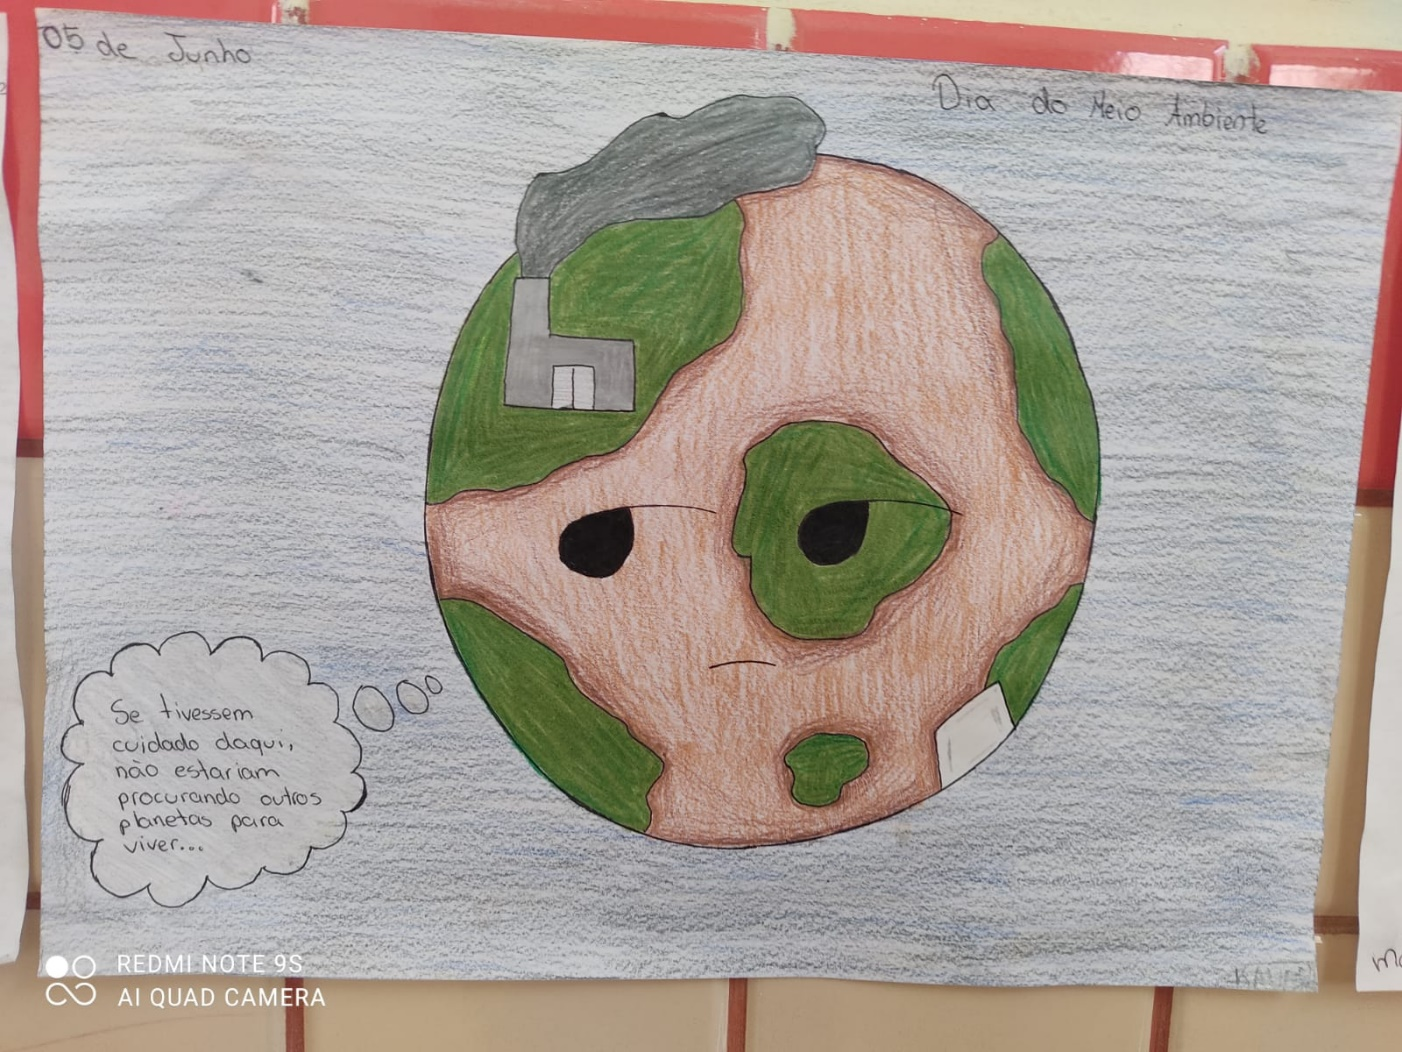 05 de Junho
Dia do Meio Ambiente
Se tivessem
cuidado daqui,
não estariam
procurando outros
planetas para
viver...
REDMI NOTE 9S
AI QUAD CAMERA